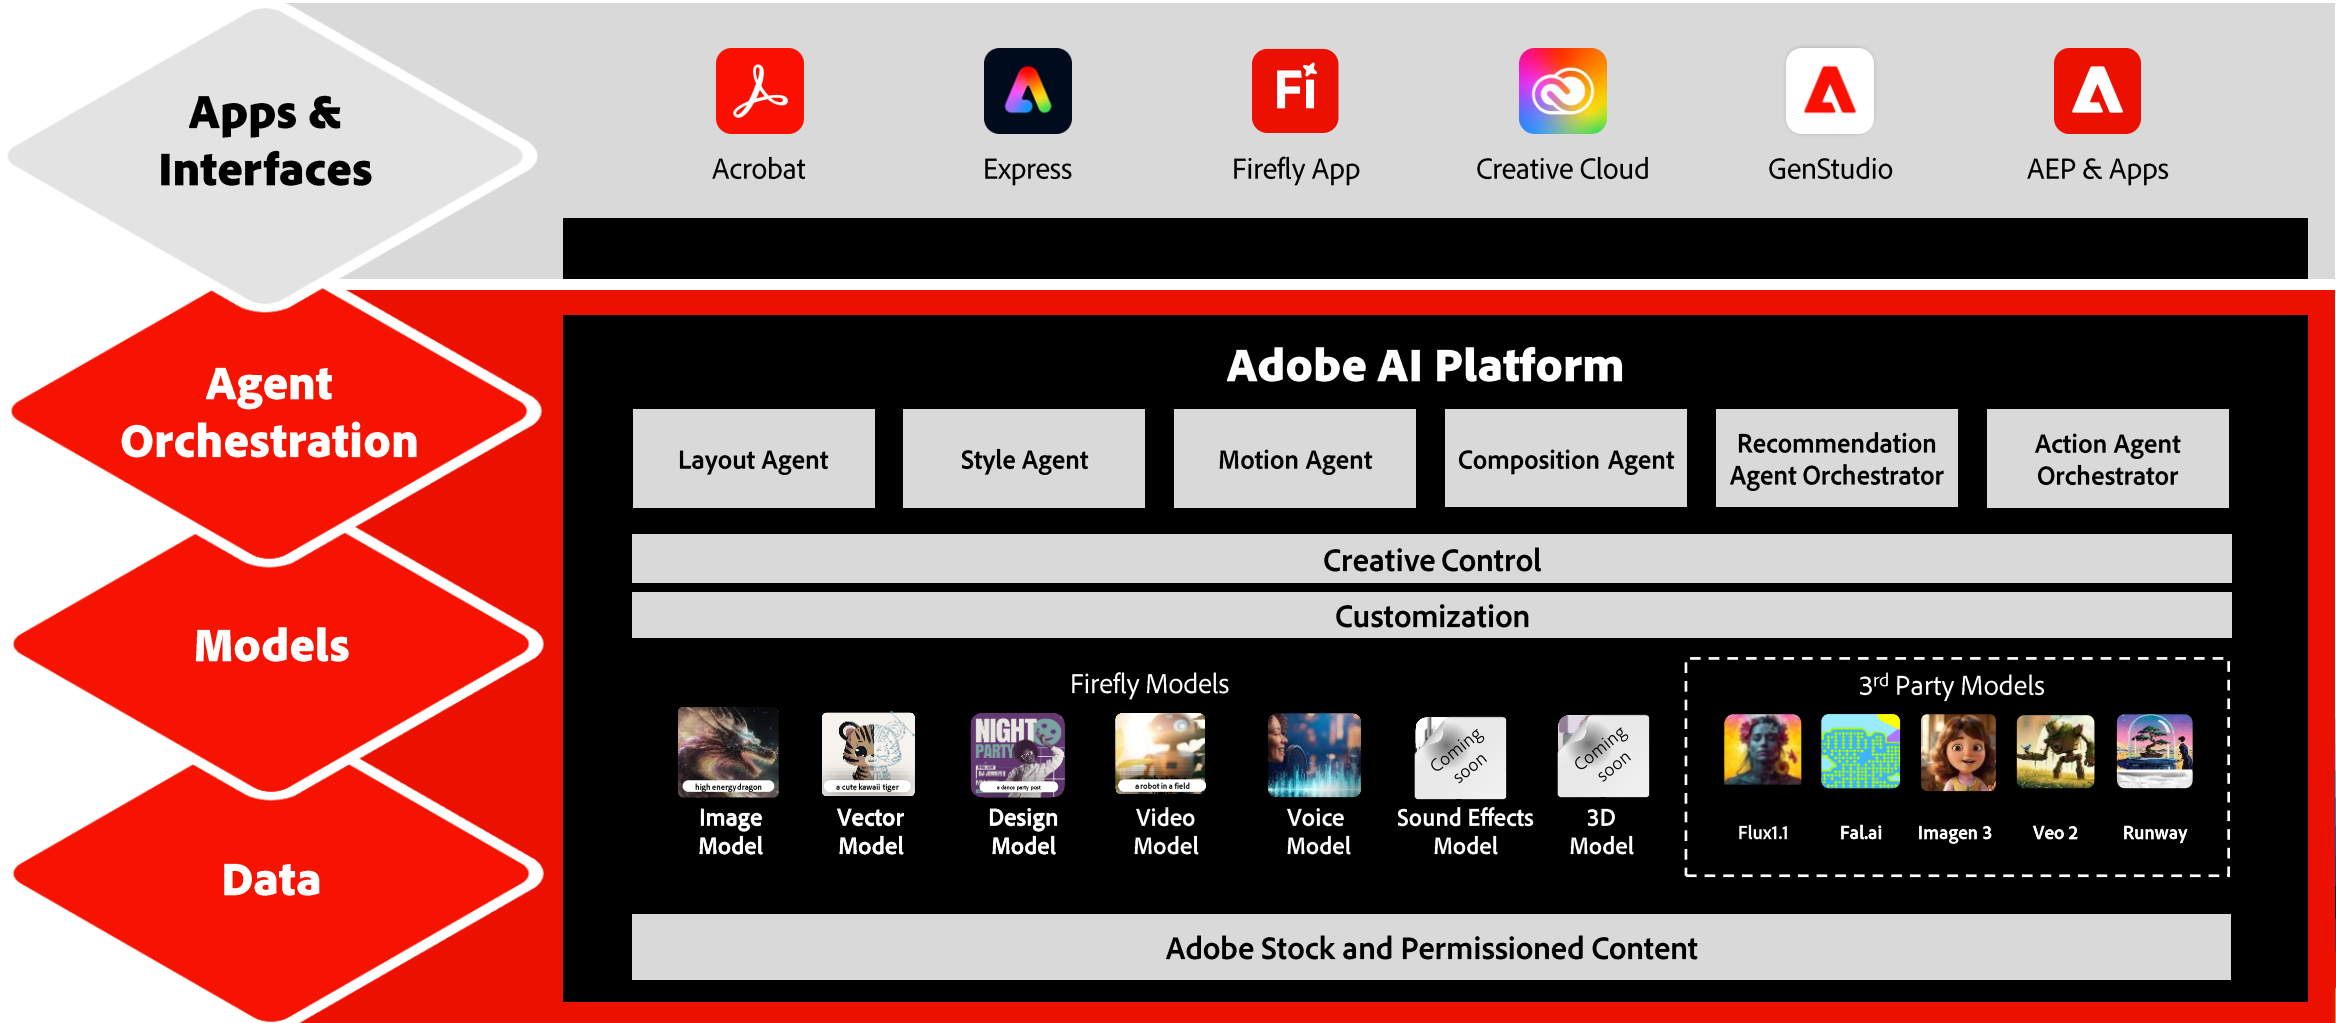 Apps &
Interfaces
Fi
Acrobat
Express
Firefly App
Creative Cloud
GenStudio
AEP & Apps
Agent
Orchestration
Adobe AI Platform
Layout Agent
Style Agent
Motion Agent
Composition Agent
Recommendation
Agent Orchestrator
Action Agent
Orchestrator
Creative Control
Customization
Models
Firefly Models
high energy dragon
a cute kawaii tiger
NIGHT
PARTY
a dance party post
a robot in a field
Coming
soon
Coming
soon
Image
Model
Vector
Model
Design
Model
Video
Model
Voice
Model
Sound Effects
Model
3D
Model
3rd Party Models
Flux1.1
Fal.ai
Imagen 3
Veo 2
Runway
Data
Adobe Stock and Permissioned Content